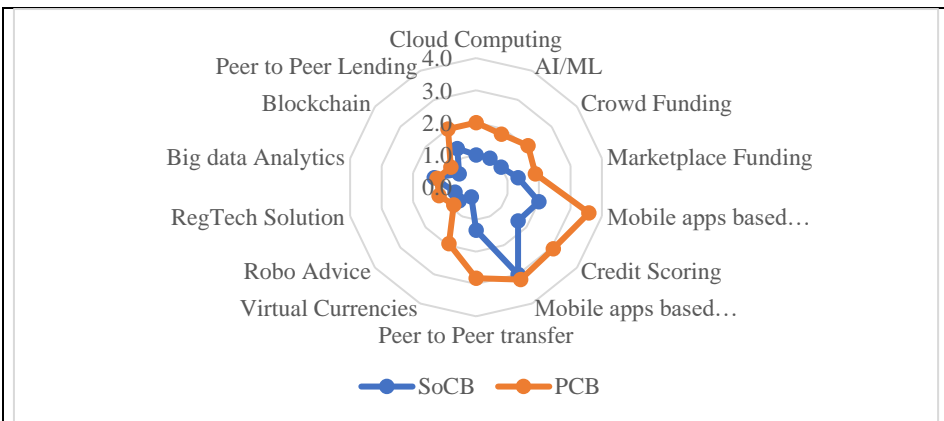 Cloud Computing
4.0
Peer to Peer Lending
AI/ML
3.0
Blockchain
Crowd Funding
2.0
Big data Analytics
1.0
Marketplace Funding
0.0
RegTech Solution
Mobile apps based…
Robo Advice
Credit Scoring
Virtual Currencies
Mobile apps based…
Peer to Peer transfer
SoCB
PCB